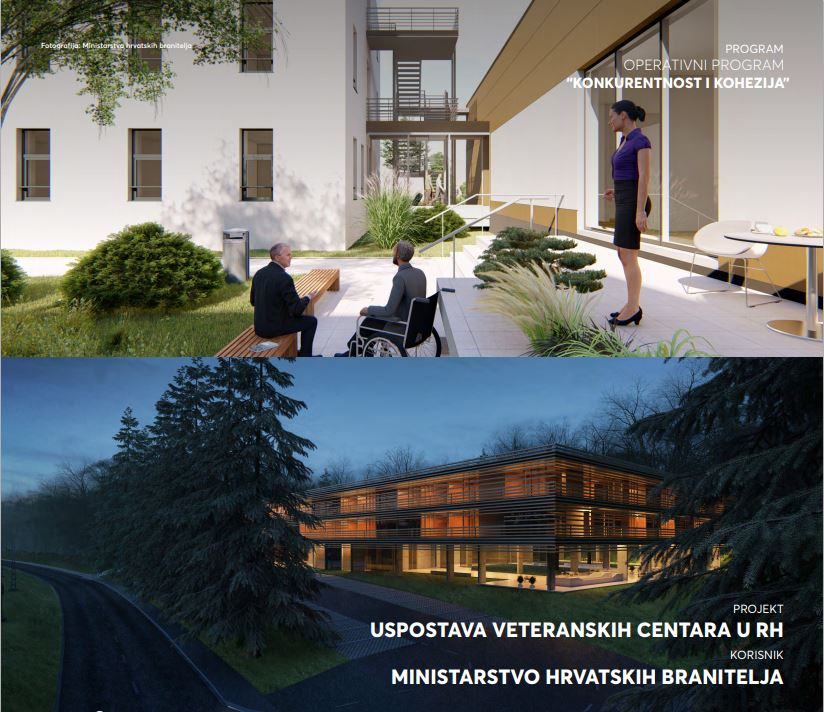 Fotografija: Ministarstvo hrvatskih branitelja
PROGRAM
OPERATIVNI PROGRAM
“KONKURENTNOST I KOHEZIJA”
PROJEKT
USPOSTAVA VETERANSKIH CENTARA U RH
KORISNIK
MINISTARSTVO HRVATSKIH BRANITELJA